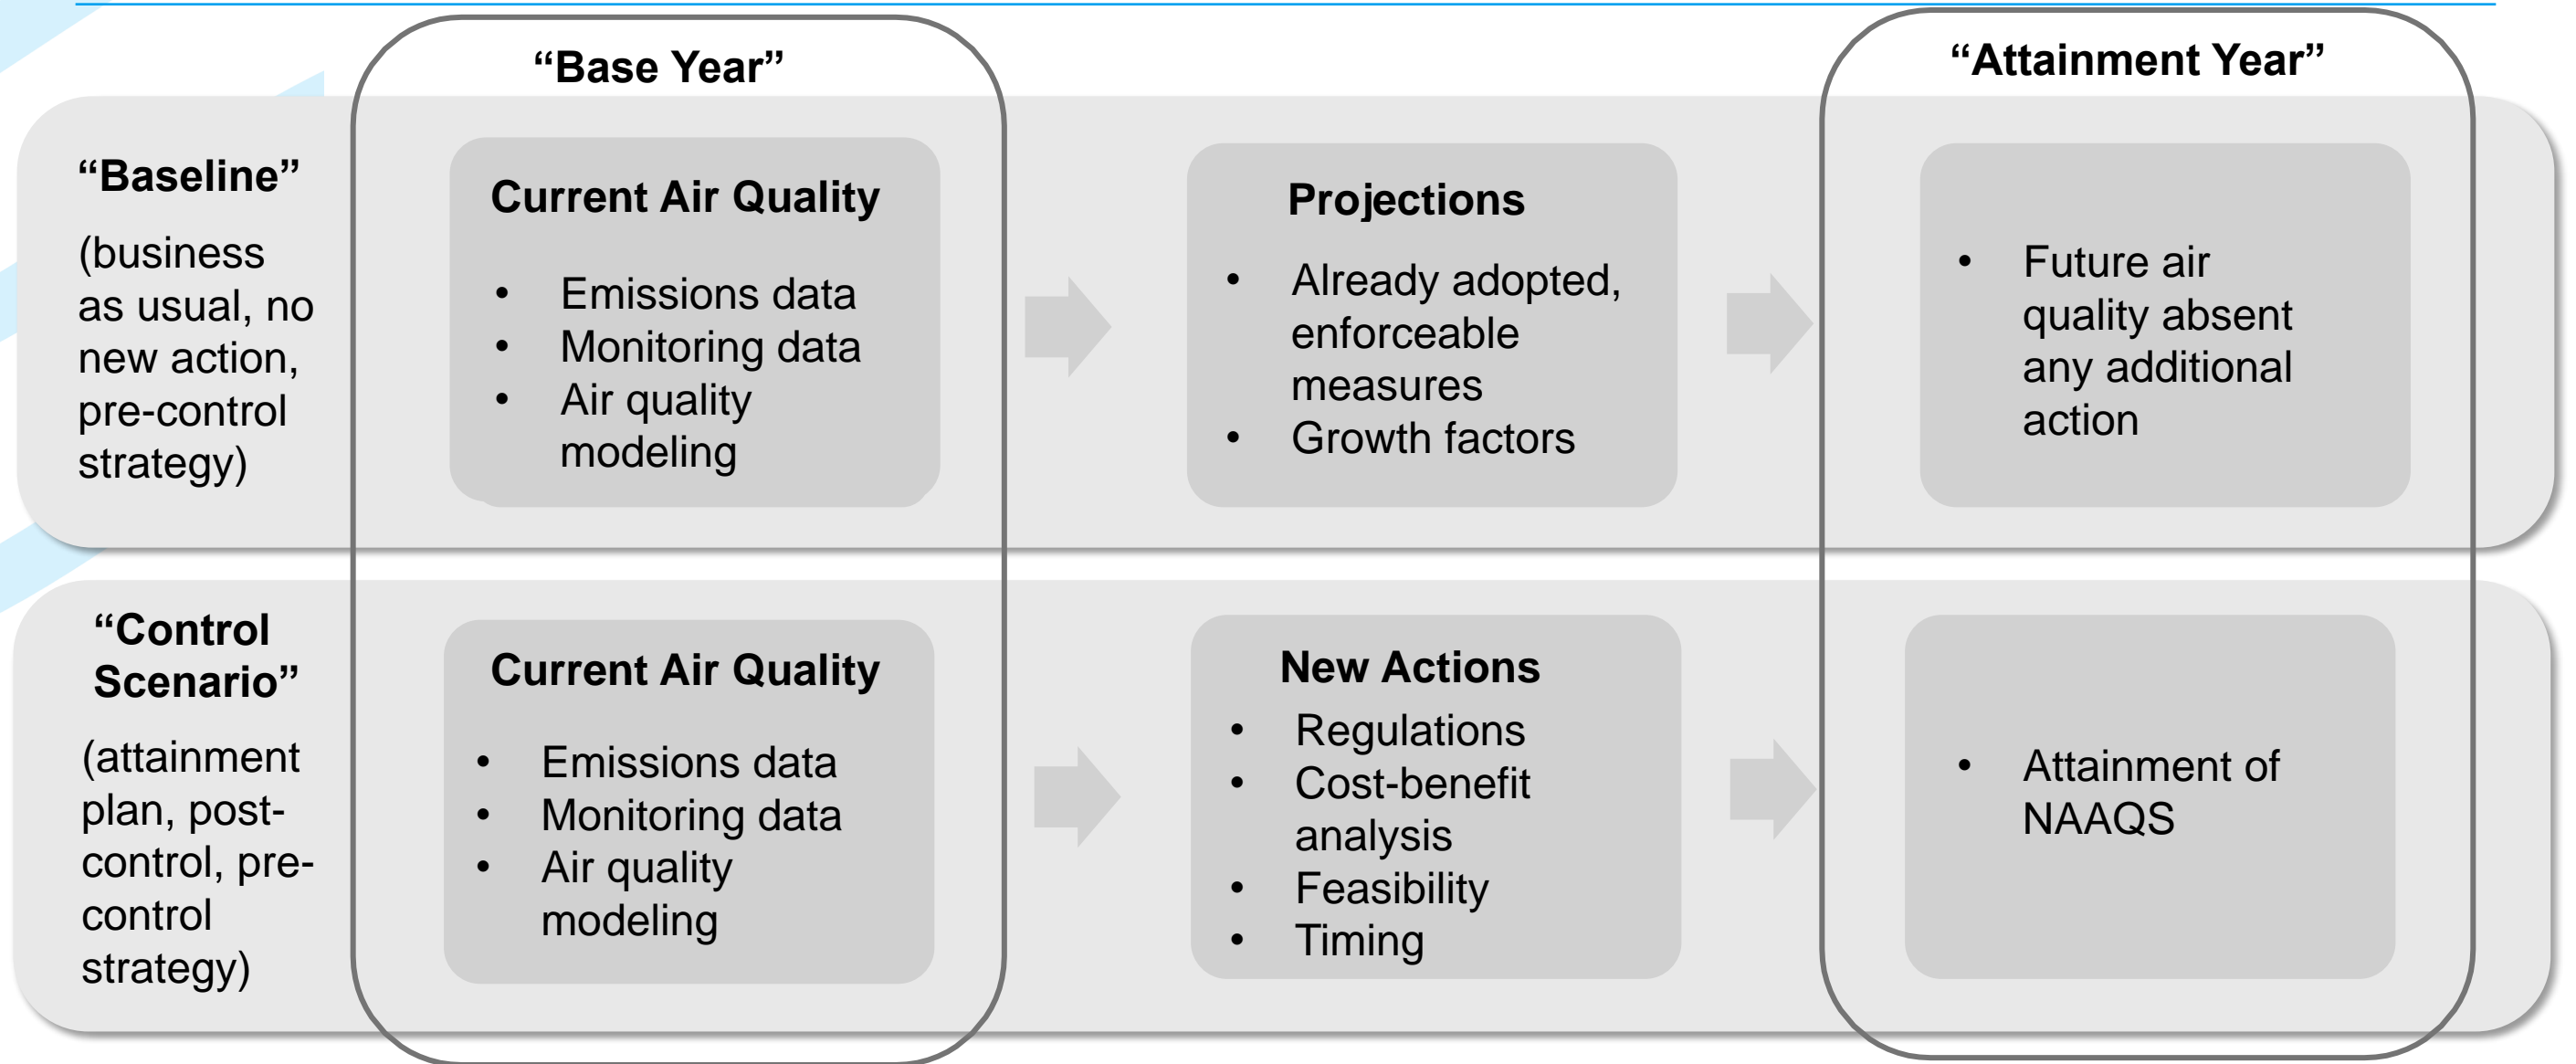 “Base Year”
“Attainment Year”
“Baseline”
(business
as usual, no
new action,
pre-control
strategy)
Current Air Quality
• Emissions data
• Monitoring data
• Air quality
modeling
Projections
• Already adopted,
enforceable
measures
• Growth factors
• Future air
quality absent
any additional
action
“Control
Scenario”
(attainment
plan, post-
control, pre-
control
strategy)
Current Air Quality
• Emissions data
• Monitoring data
• Air quality
modeling
New Actions
• Regulations
• Cost-benefit
analysis
• Feasibility
• Timing
• Attainment of
NAAQS